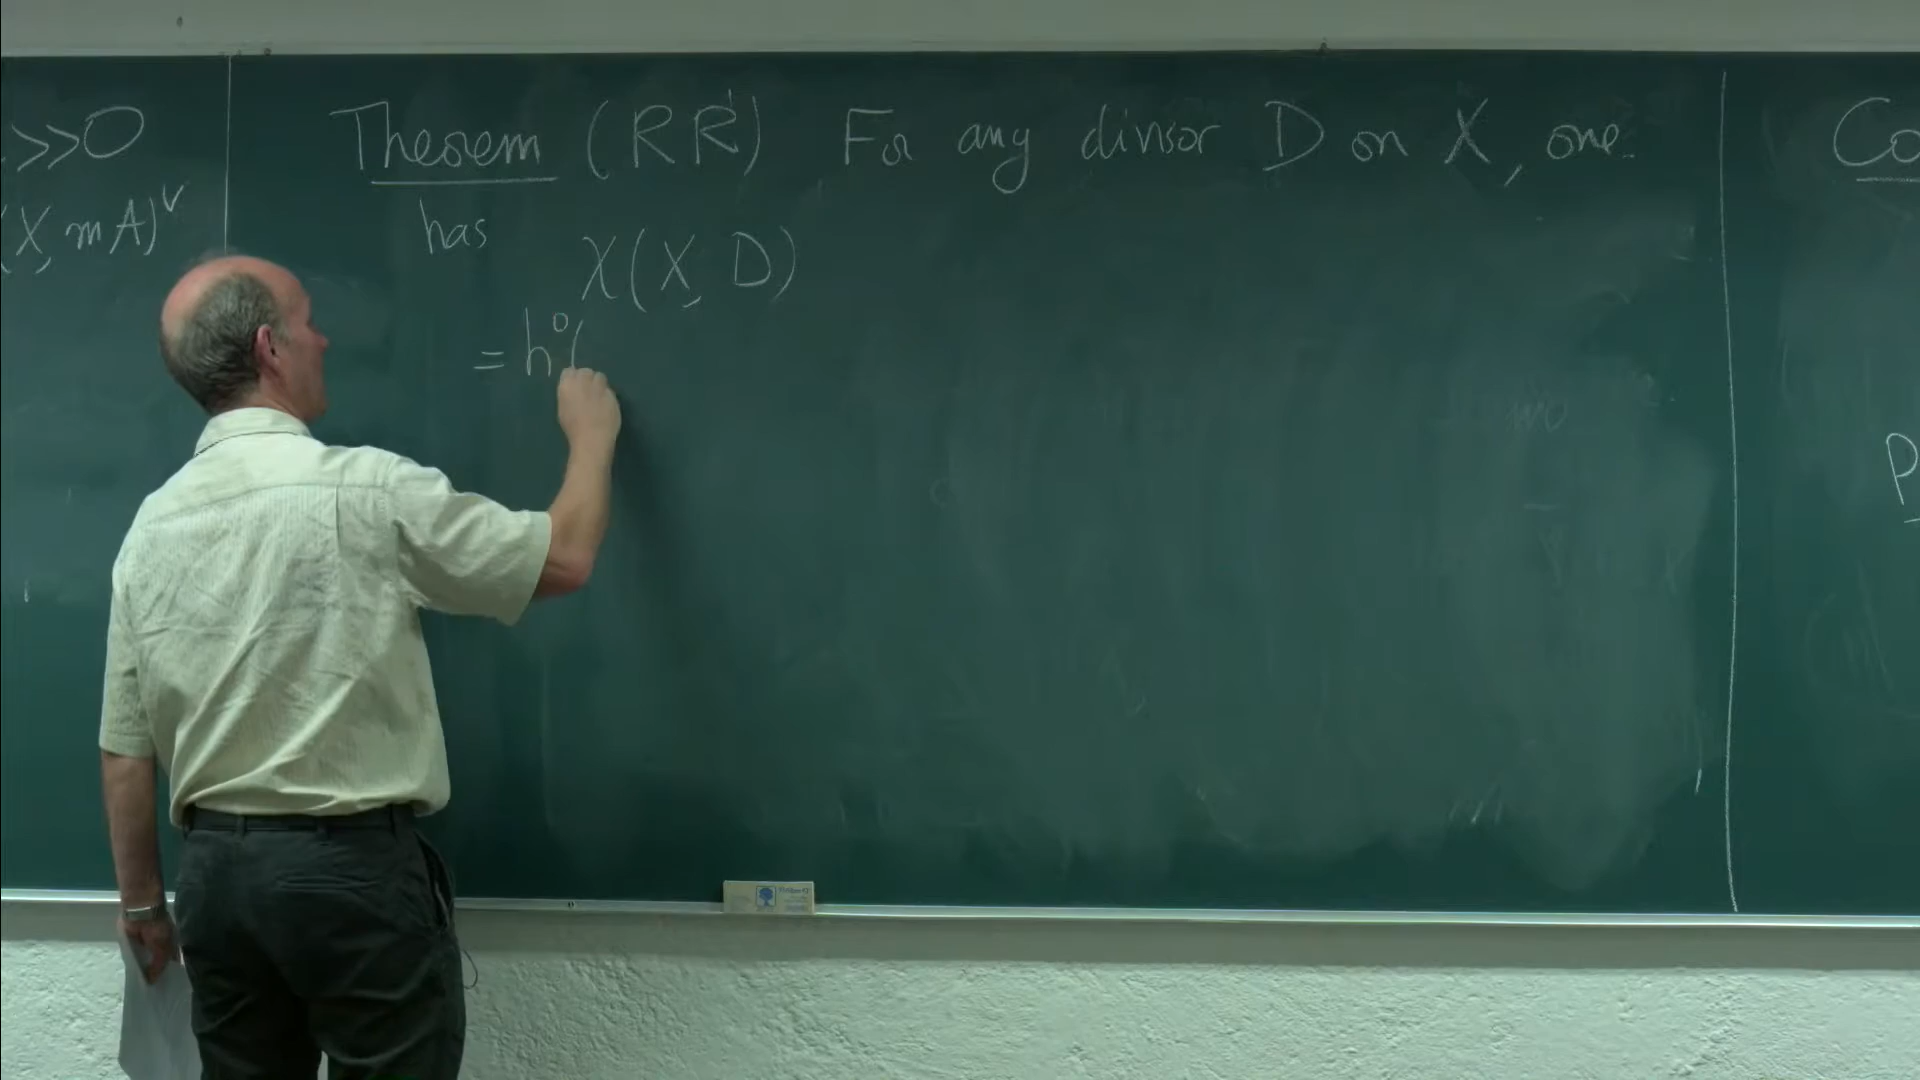 >>0
(X, mA)^∨
Theorem (RR) For any divisor D on X, one
has
χ(X, D)
= h⁰(
Co
P